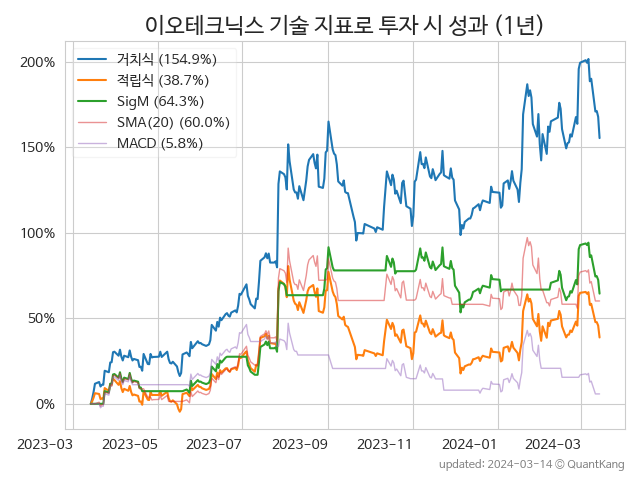 이오테크닉스 기술 지표로 투자 시 성과 (1년)
거치식 (154.9%)
적립식 (38.7%)
SigM (64.3%)
SMA(20) (60.0%)
MACD (5.8%)
200%
150%
100%
50%
0%
2023-03 2023-05 2023-07 2023-09 2023-11 2024-01 2024-03
updated: 2024-03-14 © QuantKang